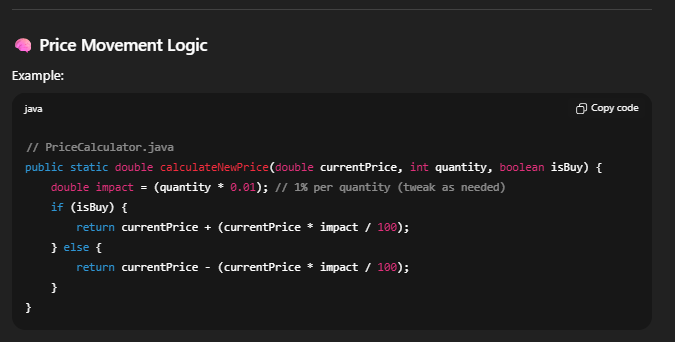 🧠 Price Movement Logic
Example:
java
Copy code
// PriceCalculator.java
public static double calculateNewPrice(double currentPrice, int quantity, boolean isBuy) {
    double impact = (quantity * 0.01); // 1% per quantity (tweak as needed)
    if (isBuy) {
        return currentPrice + (currentPrice * impact / 100);
    } else {
        return currentPrice - (currentPrice * impact / 100);
    }
}